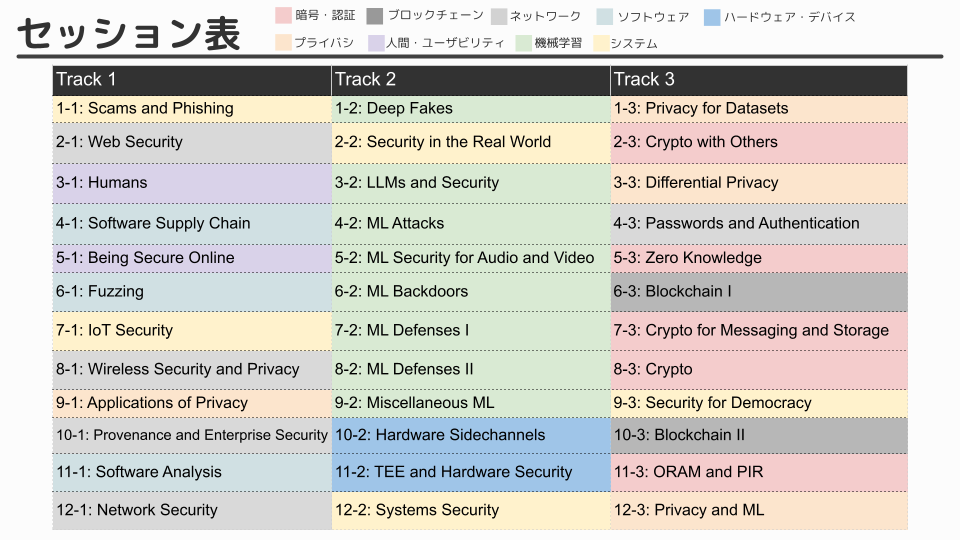 セッション表
暗号・認証 ブロックチェーン ネットワーク ソフトウェア ハードウェア・デバイス
プライバシ 人間・ユーザビリティ 機械学習 システム
Track 1 Track 2 Track 3
1-1: Scams and Phishing 1-2: Deep Fakes 1-3: Privacy for Datasets
2-1: Web Security 2-2: Security in the Real World 2-3: Crypto with Others
3-1: Humans 3-2: LLMs and Security 3-3: Differential Privacy
4-1: Software Supply Chain 4-2: ML Attacks 4-3: Passwords and Authentication
5-1: Being Secure Online 5-2: ML Security for Audio and Video 5-3: Zero Knowledge
6-1: Fuzzing 6-2: ML Backdoors 6-3: Blockchain I
7-1: IoT Security 7-2: ML Defenses I 7-3: Crypto for Messaging and Storage
8-1: Wireless Security and Privacy 8-2: ML Defenses II 8-3: Crypto
9-1: Applications of Privacy 9-2: Miscellaneous ML 9-3: Security for Democracy
10-1: Provenance and Enterprise Security 10-2: Hardware Sidechannels 10-3: Blockchain II
11-1: Software Analysis 11-2: TEE and Hardware Security 11-3: ORAM and PIR
12-1: Network Security 12-2: Systems Security 12-3: Privacy and ML